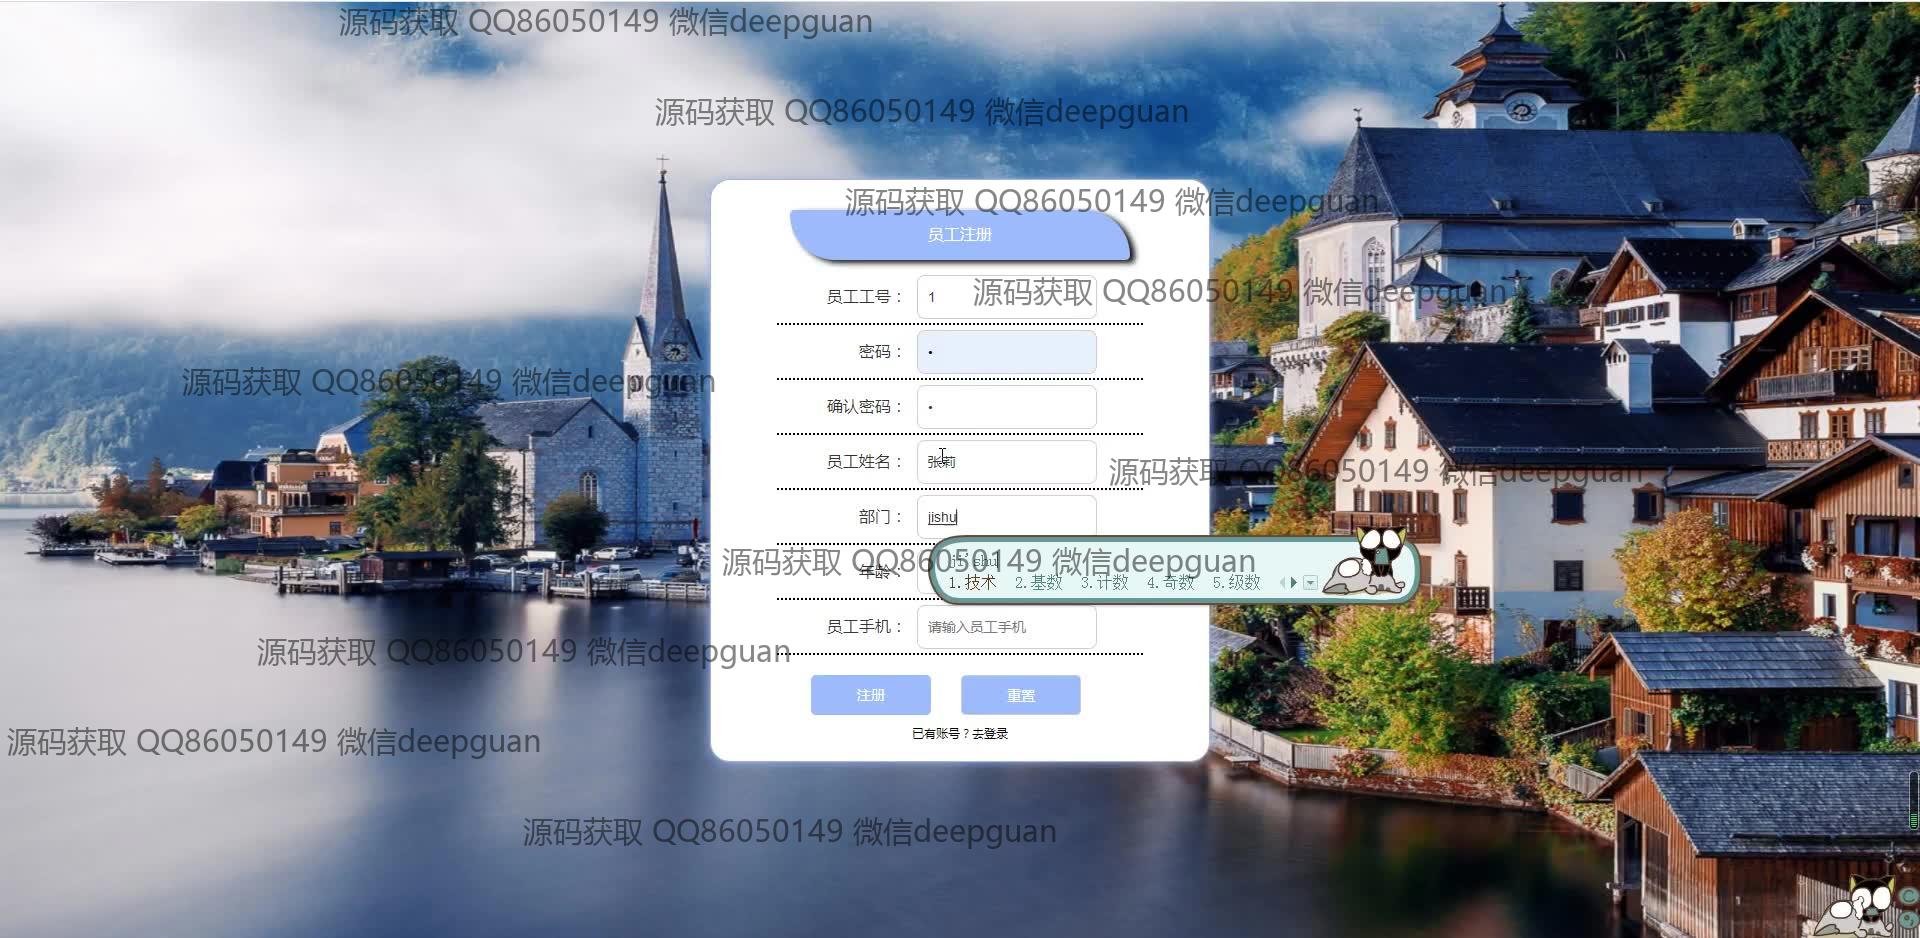 源码获取 QQ86050149 微信deepguan
源码获取 QQ86050149 微信deepguan
源码获取 QQ86050149 微信deepguan
员工注册
源码获取 QQ86050149 微信deepguan
员工工号： 1
密码： •
源码获取 QQ86050149 微信deepguan
确认密码： •
员工姓名： 张莉
源码获取 QQ86050149 微信deepguan
部门： jishu
源码获取 QQ86050149 微信deepguan
ji'shu
年龄：
1.技术 2.基数 3.计数 4.奇数 5.级数
员工手机： 请输入员工手机
源码获取 QQ86050149 微信deepguan
注册 重置
已有账号？去登录
源码获取 QQ86050149 微信deepguan
源码获取 QQ86050149 微信deepguan